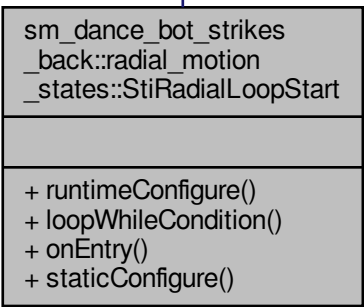 sm_dance_bot_strikes
_back::radial_motion
_states::StiRadialLoopStart
+ runtimeConfigure()
+ loopWhileCondition()
+ onEntry()
+ staticConfigure()